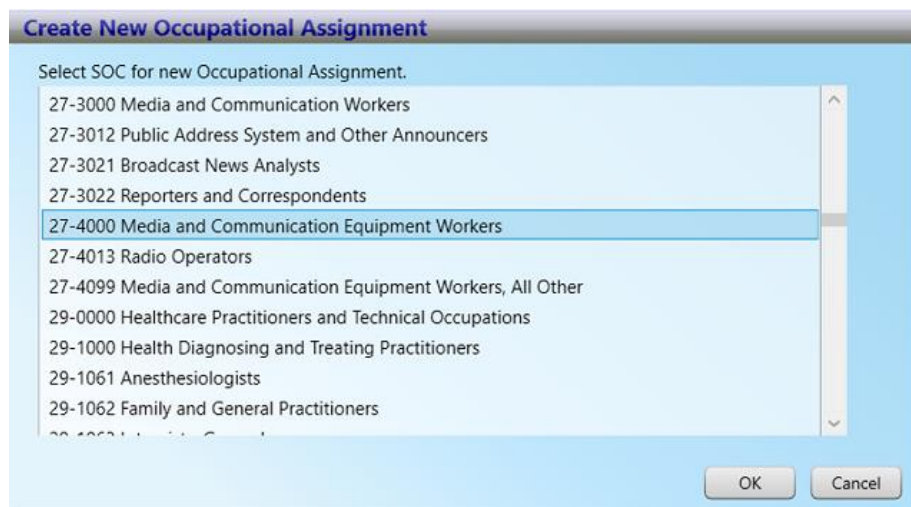 Create New Occupational Assignment
Select SOC for new Occupational Assignment.
27-3000 Media and Communication Workers
27-3012 Public Address System and Other Announcers
27-3021 Broadcast News Analysts
27-3022 Reporters and Correspondents
27-4000 Media and Communication Equipment Workers
27-4013 Radio Operators
27-4099 Media and Communication Equipment Workers, All Other
29-0000 Healthcare Practitioners and Technical Occupations
29-1000 Health Diagnosing and Treating Practitioners
29-1061 Anesthesiologists
29-1062 Family and General Practitioners
OK Cancel